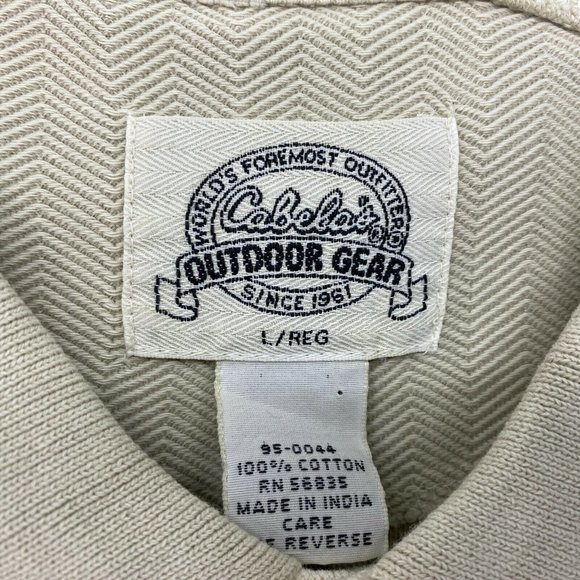 WORLD'S FOREMOST OUTFITTER
Cabela's
OUTDOOR GEAR
SINCE 1961
L/REG
95-0044
100% COTTON
RN 56835
MADE IN INDIA
CARE
REVERSE